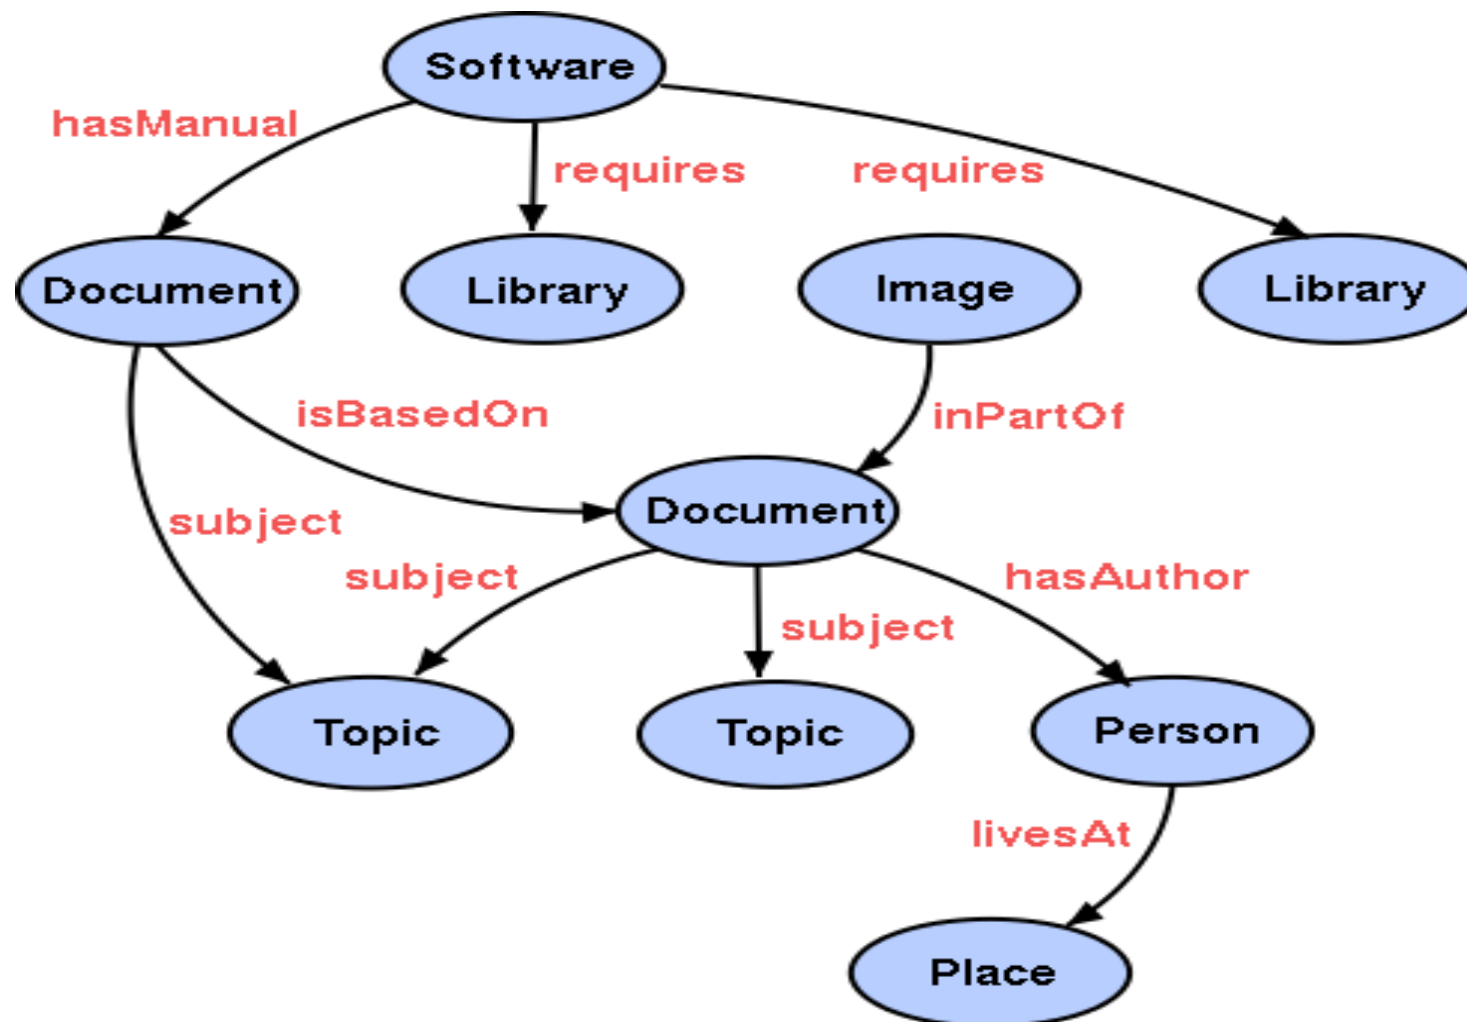 Software
hasManual
requires
requires
Document
Library
Image
Library
isBasedOn
inPartOf
subject
Document
subject
hasAuthor
subject
Topic
Topic
Person
livesAt
Place